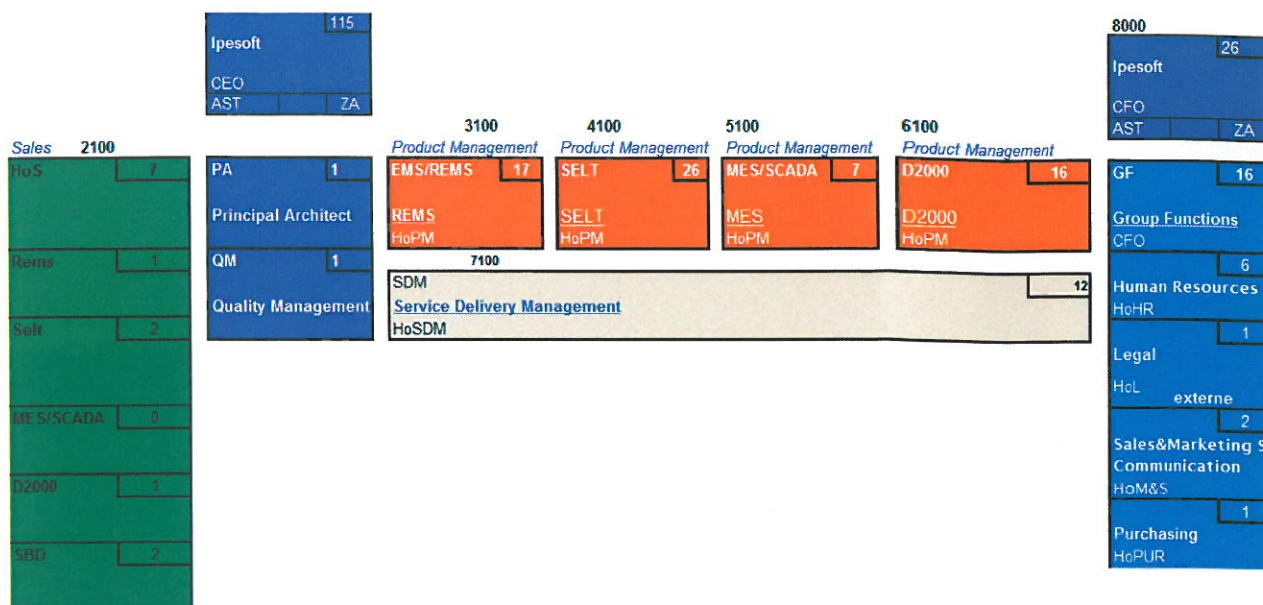 115
Ipesoft
CEO
AST ZA
8000
26
Ipesoft
CFO
AST ZA
Sales 2100
HoS 7
Rems 1
Selt 2
MES/SCADA 0
D2000 1
SBD 2
PA 1
Principal Architect
QM 1
Quality Management
3100
Product Management
EMS/REMS 17
REMS
HoPM
4100
Product Management
SELT 26
SELT
HoPM
5100
Product Management
MES/SCADA 7
MES
HoPM
6100
Product Management
D2000 16
D2000
HoPM
7100
SDM 12
Service Delivery Management
HoSDM
GF 16
Group Functions
CFO
6
Human Resources
HoHR
1
Legal
HoL externe
2
Sales&Marketing S
Communication
HoM&S
1
Purchasing
HoPUR